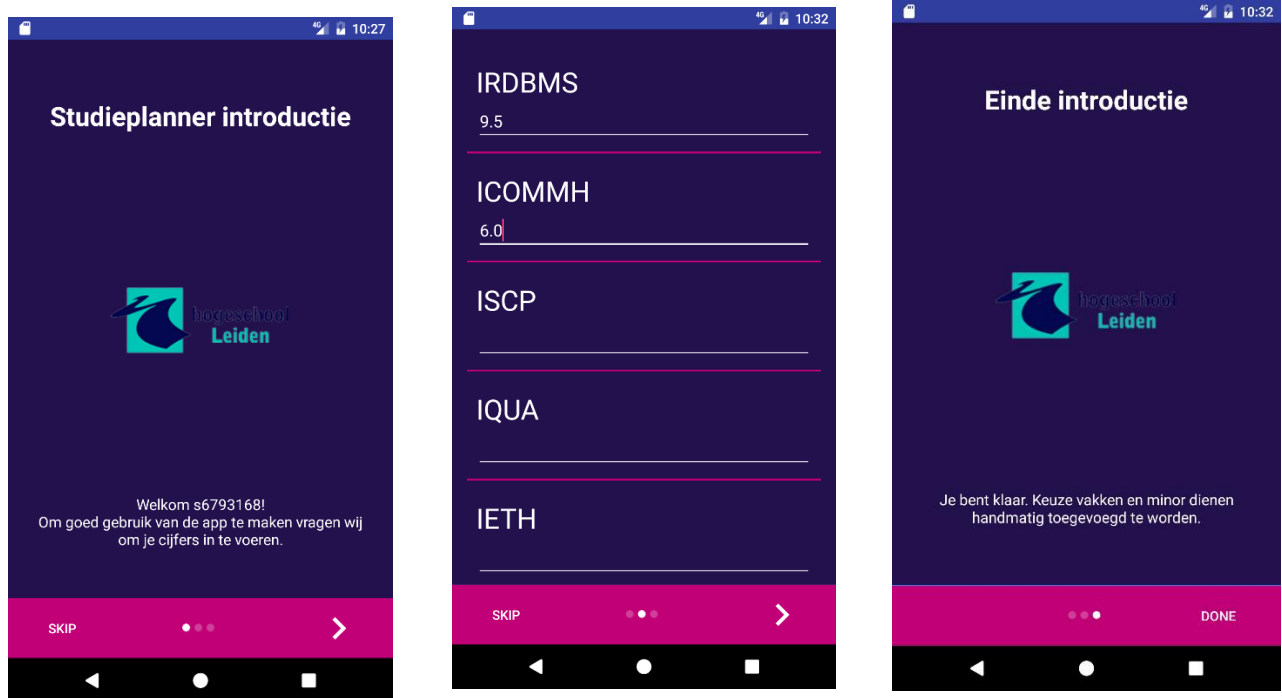 4G 10:27
Studieplanner introductie
hogeschool
Leiden
Welkom s6793168!
Om goed gebruik van de app te maken vragen wij
om je cijfers in te voeren.
SKIP
4G 10:32
IRDBMS
9.5
ICOMMH
6.0
ISCP
IQUA
IETH
SKIP
4G 10:32
Einde introductie
hogeschool
Leiden
Je bent klaar. Keuze vakken en minor dienen
handmatig toegevoegd te worden.
DONE